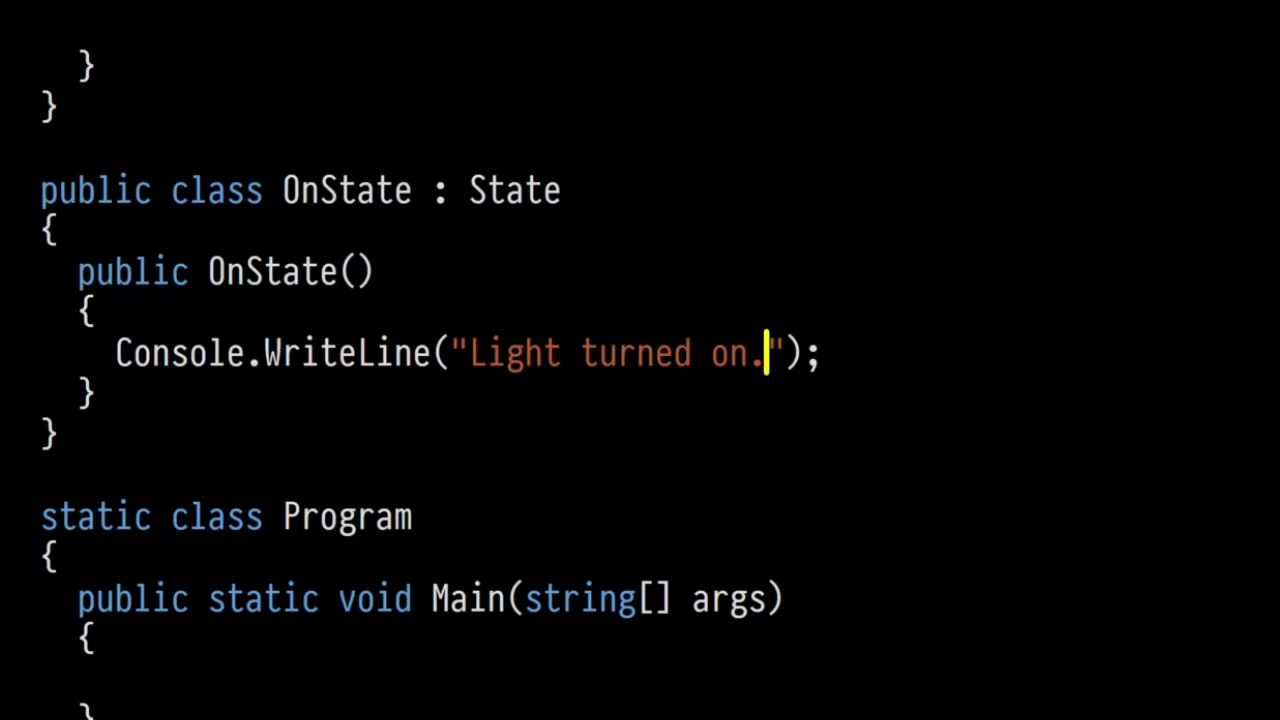 }
}
public class OnState : State
{
public OnState()
{
Console.WriteLine("Light turned on.");
}
}
static class Program
{
public static void Main(string[] args)
{
}